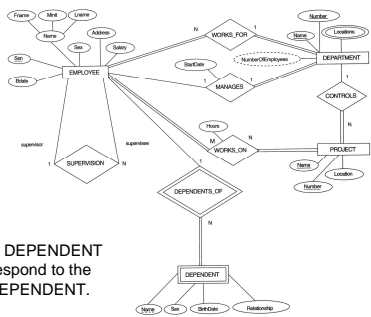 Fname
Minit
Lname
Name
Sex
Address
Salary
Ssn
Bdate
EMPLOYEE
N
WORKS_FOR
1
StartDate
1
MANAGES
1
Number
Name
Locations
NumberOfEmployees
DEPARTMENT
1
CONTROLS
N
Hours
M
WORKS_ON
N
PROJECT
Name
Number
Location
supervisor
supervisee
1
SUPERVISION
N
1
DEPENDENTS_OF
N
DEPENDENT
Name
Sex
BirthDate
Relationship
DEPENDENT
espond to the
EPENDENT.